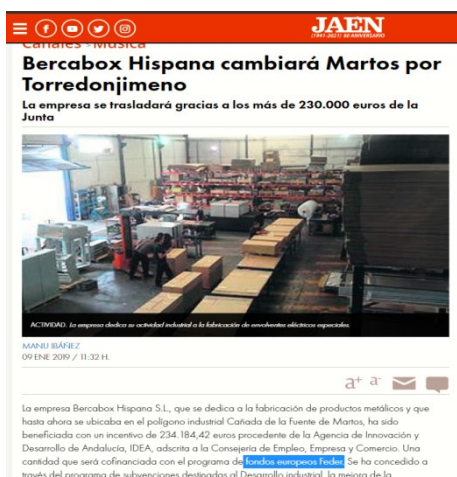 JAEN
(1941-2021) 80 ANIVERSARIO
Canales > Música
Bercabox Hispana cambiará Martos por
Torredonjimeno
La empresa se trasladará gracias a los más de 230.000 euros de la
Junta
ACTIVIDAD. La empresa dedica su actividad industrial a la fabricación de envolventes eléctricos especiales.
MANU IBÁÑEZ
09 ENE 2019 / 11:32 H.
a+ a-
La empresa Bercabox Hispana S.L., que se dedica a la fabricación de productos metálicos y que
hasta ahora se ubicaba en el polígono industrial Cañada de la Fuente de Martos, ha sido
beneficiada con un incentivo de 234.184,42 euros procedente de la Agencia de Innovación y
Desarrollo de Andalucía, IDEA, adscrita a la Consejería de Empleo, Empresa y Comercio. Una
cantidad que será cofinanciada con el programa de fondos europeos Feder. Se ha concedido a
través del programa de subvenciones destinadas al Desarrollo industrial, la mejora de la